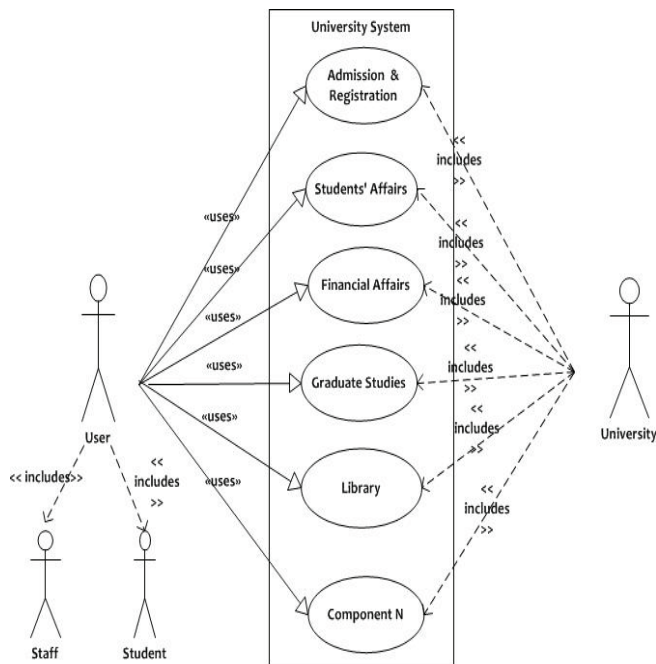 University System
Admission &
Registration
<<
includes
>>
Students' Affairs
«uses»
<<
includes
>>
«uses»
Financial Affairs
<<
includes
>>
«uses»
<<
includes
>>
«uses»
Graduate Studies
<<
includes
>>
«uses»
User
University
<< includes>>
<<
includes
>>
«uses»
Library
<<
includes
>>
Component N
Staff
Student